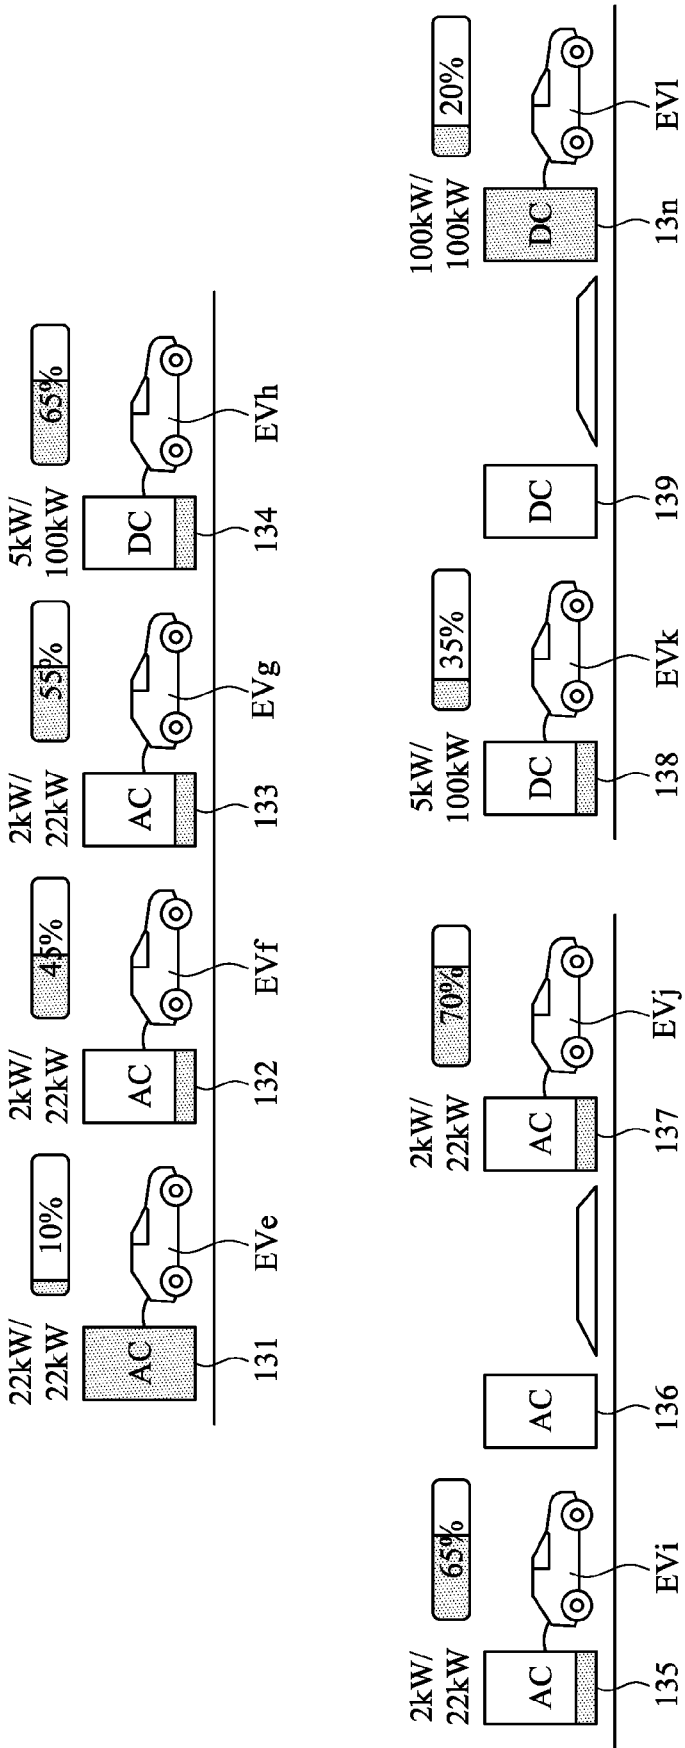 22kW/
22kW
10%
AC
131
EVe
2kW/
22kW
45%
AC
132
EVf
2kW/
22kW
55%
AC
133
EVg
5kW/
100kW
65%
DC
134
EVh
2kW/
22kW
65%
AC
135
EVi
AC
136
2kW/
22kW
70%
AC
137
EVj
5kW/
100kW
35%
DC
138
EVk
DC
139
100kW/
100kW
20%
DC
13n
EVl